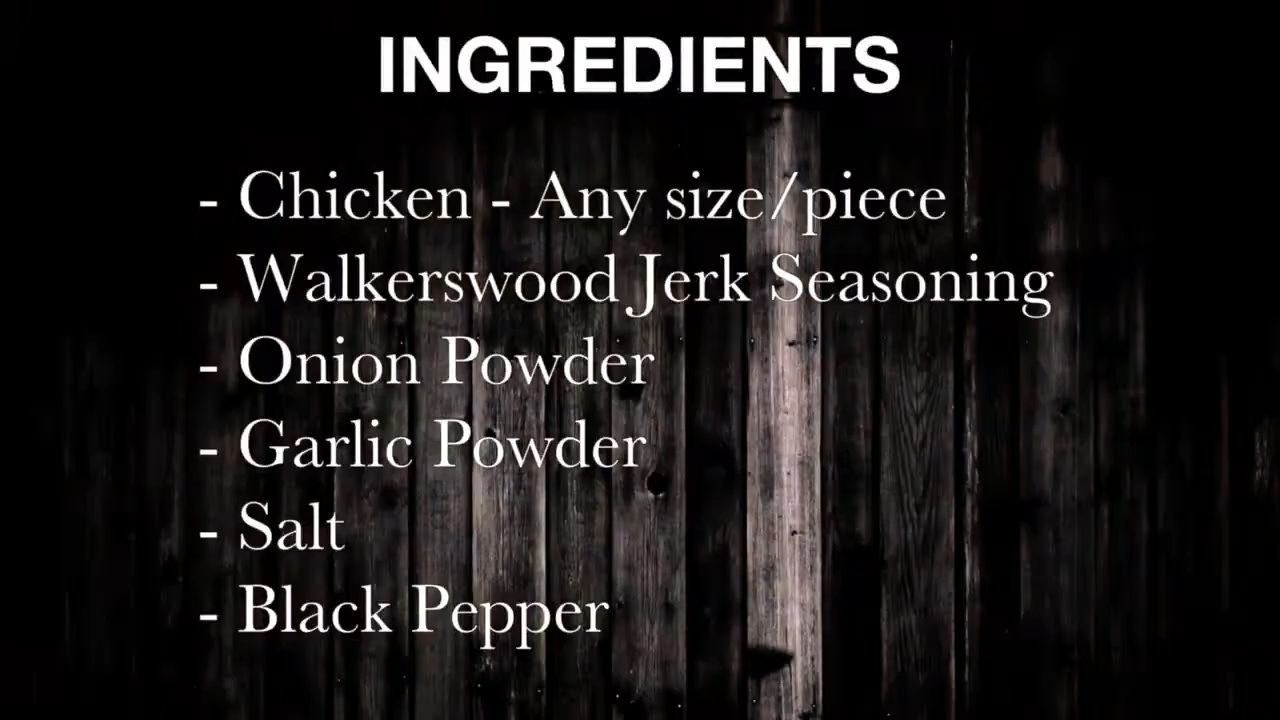 INGREDIENTS
- Chicken - Any size/piece
- Walkerswood Jerk Seasoning
- Onion Powder
- Garlic Powder
- Salt
- Black Pepper